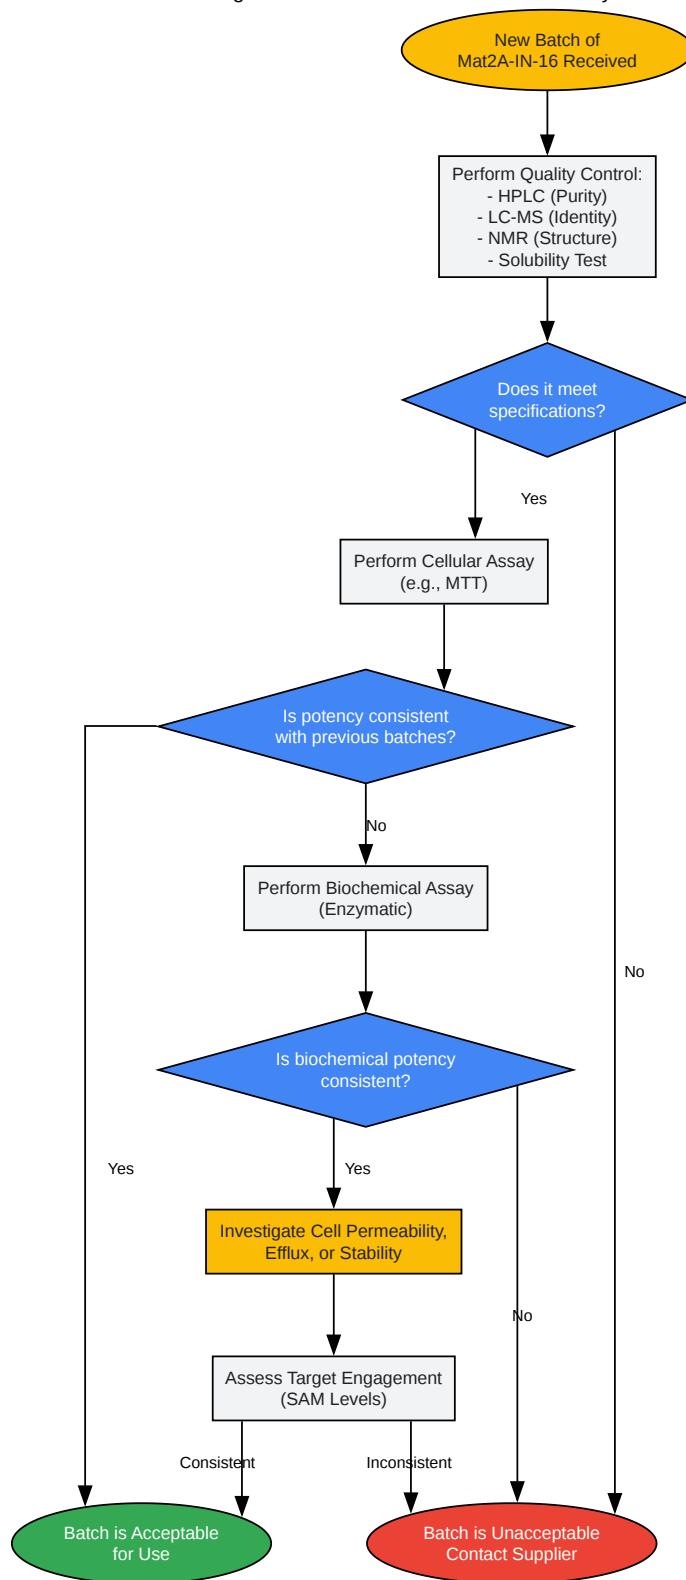 New Batch of
Mat2A-IN-16 Received
Perform Quality Control:
- HPLC (Purity)
- LC-MS (Identity)
- NMR (Structure)
- Solubility Test
Does it meet
specifications?
Yes
Perform Cellular Assay
(e.g., MTT)
Is potency consistent
with previous batches?
No
Perform Biochemical Assay
(Enzymatic)
No
Is biochemical potency
consistent?
Yes
Yes
Investigate Cell Permeability,
Efflux, or Stability
No
Assess Target Engagement
(SAM Levels)
Consistent
Inconsistent
Batch is Acceptable
for Use
Batch is Unacceptable
Contact Supplier